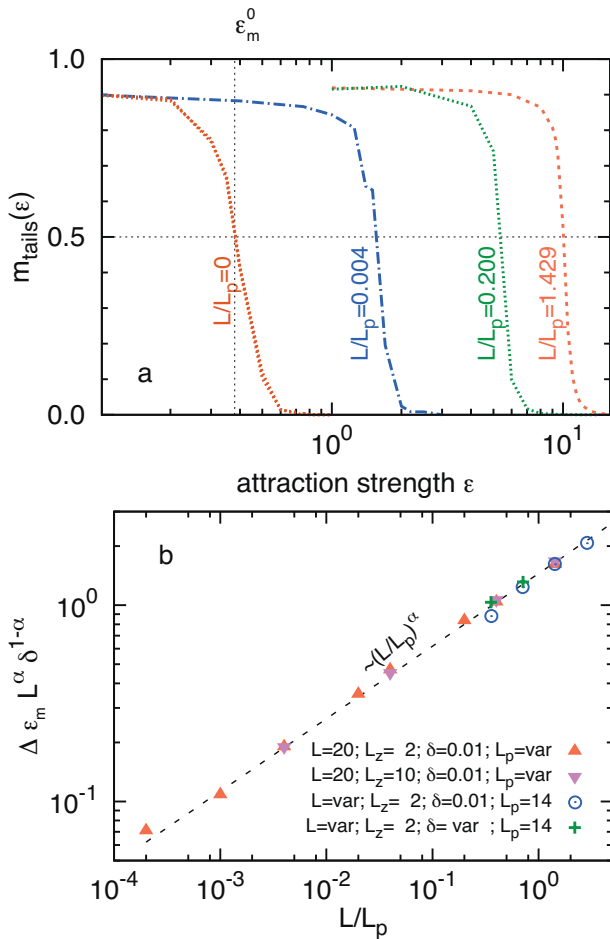 ε_m^0
1.0
0.5
0.0
m_tails(ε)
L/L_p=0
L/L_p=0.004
L/L_p=0.200
L/L_p=1.429
a
10^0
10^1
attraction strength ε
b
10^0
10^-1
Δ ε_m L^α δ^1-α
~(L/L_p)^α
L=20; L_z= 2; δ=0.01; L_p=var
L=20; L_z=10; δ=0.01; L_p=var
L=var; L_z= 2; δ=0.01; L_p=14
L=var; L_z= 2; δ= var ; L_p=14
10^-4
10^-3
10^-2
10^-1
10^0
L/L_p